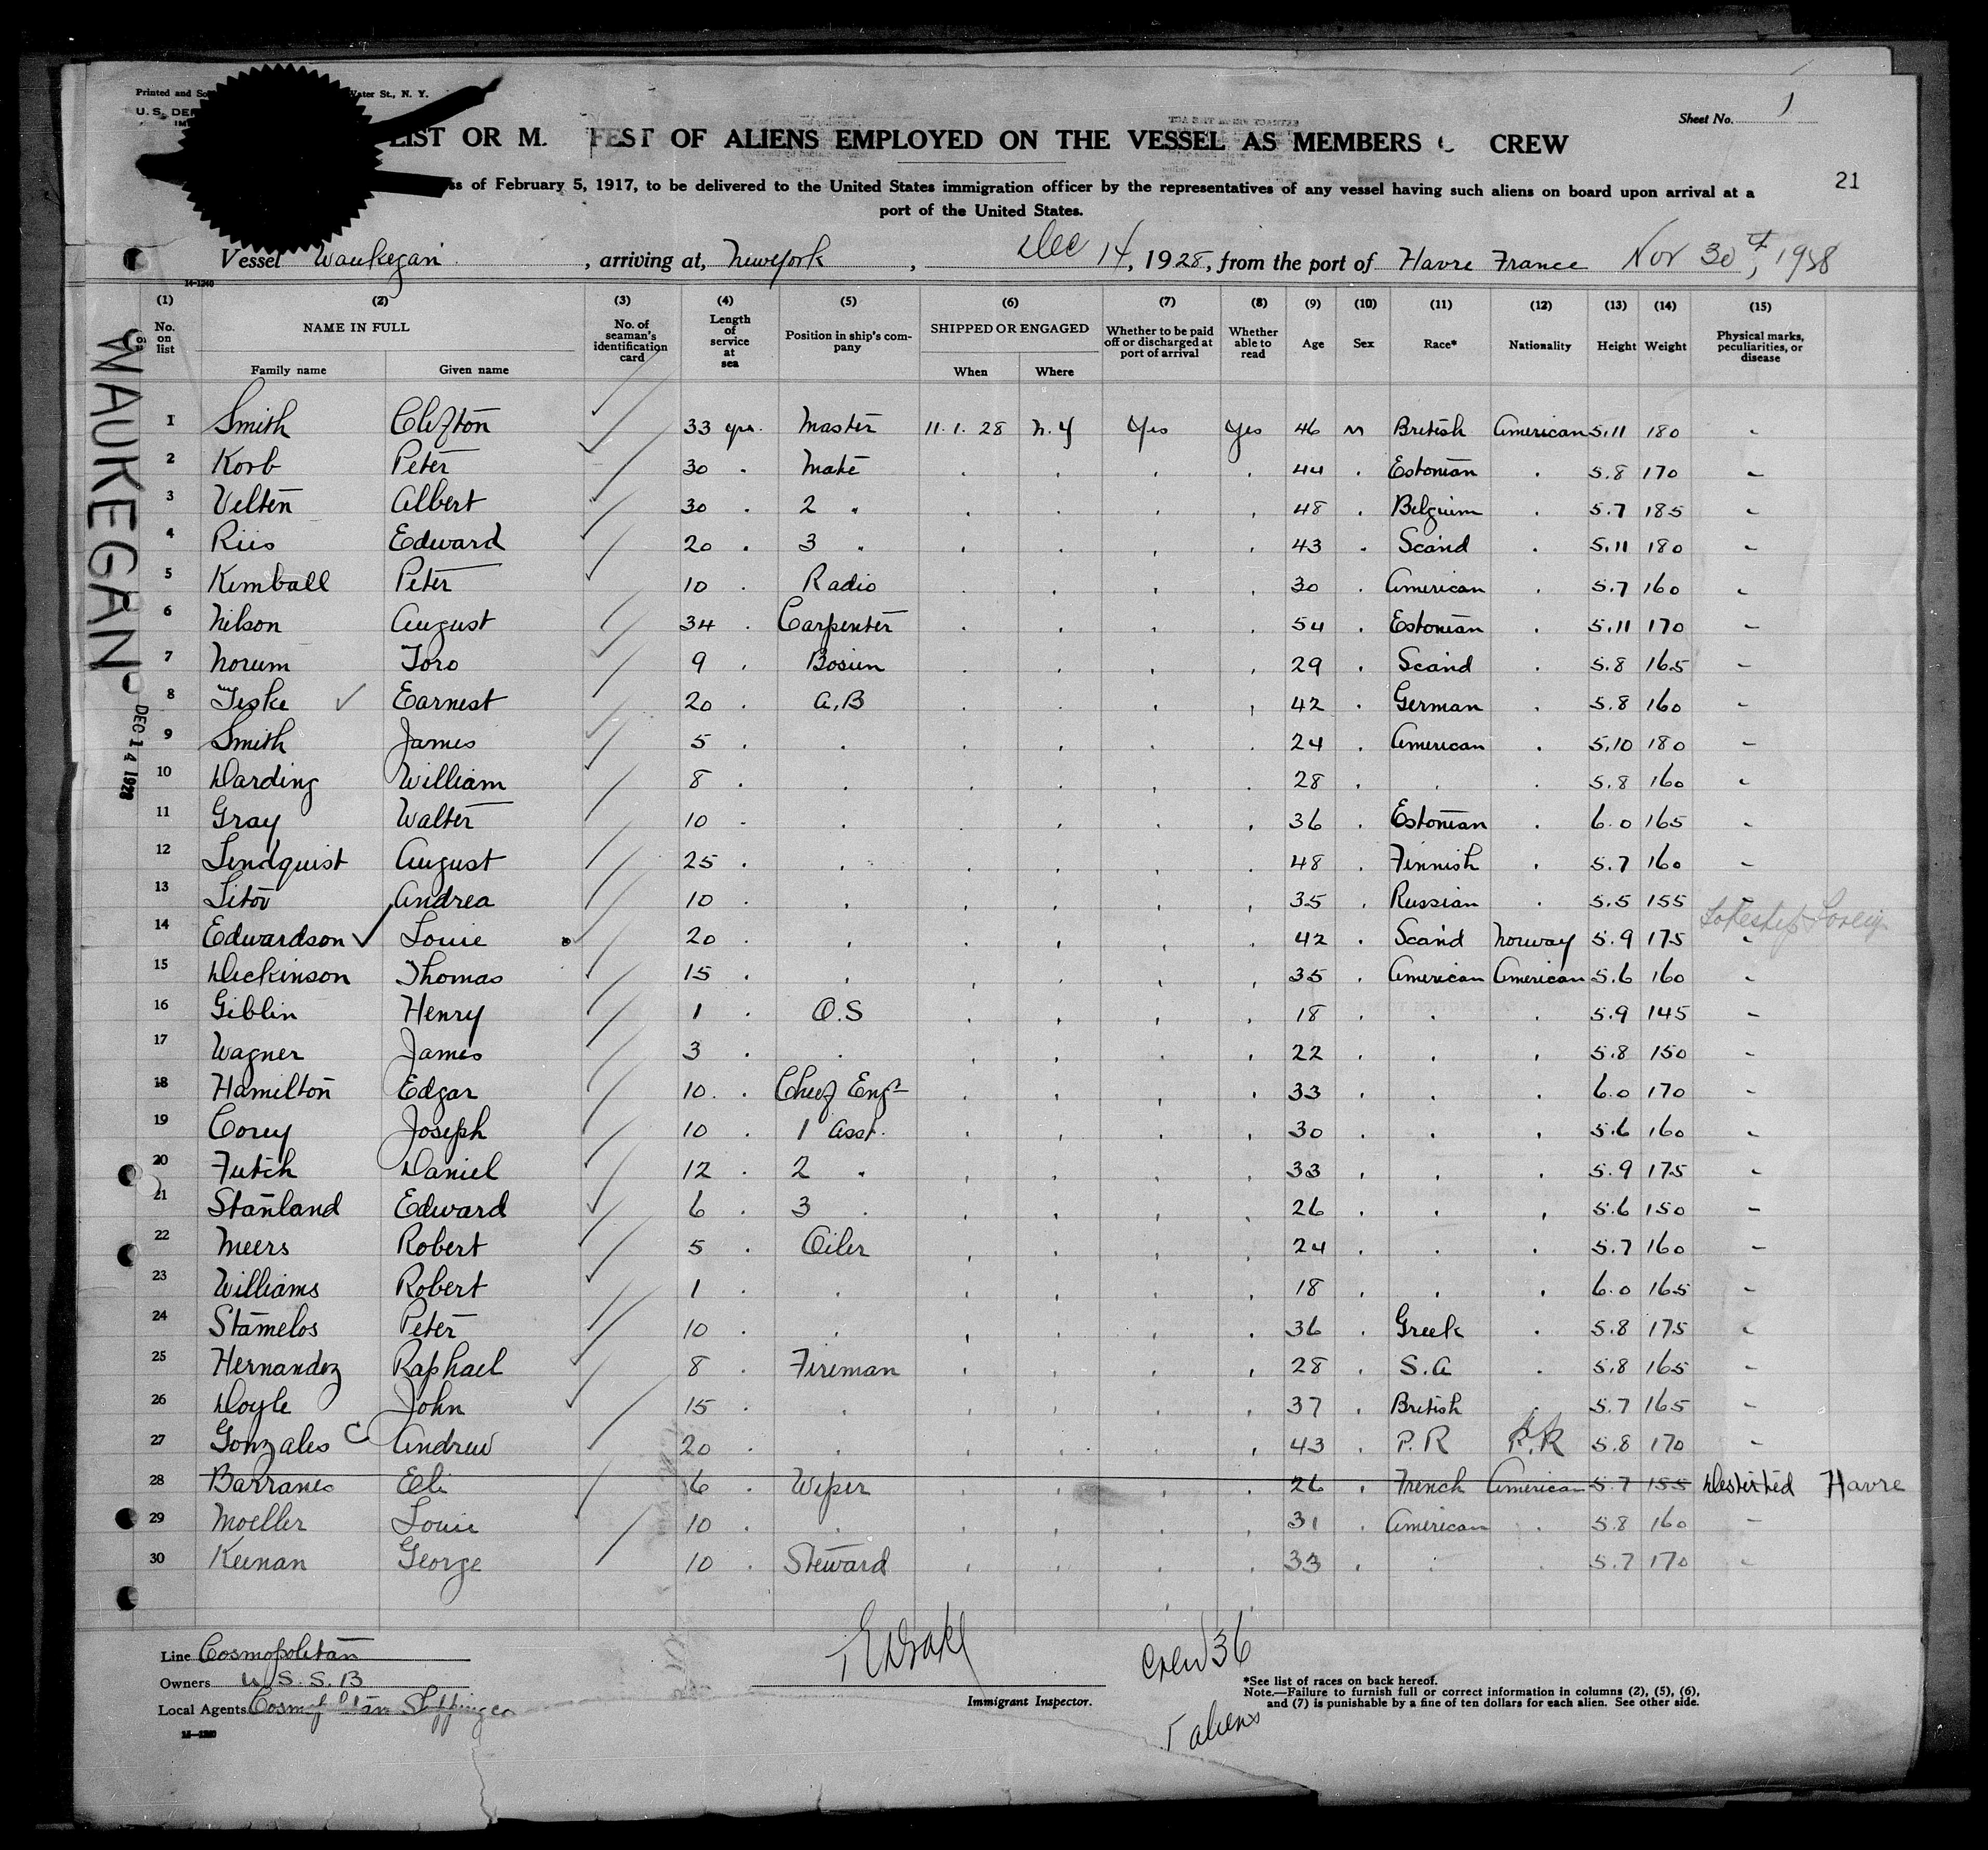 Printed and So Water St., N. Y.
U. S. DE
IM
Sheet No. 1
LIST OR M. FEST OF ALIENS EMPLOYED ON THE VESSEL AS MEMBERS CREW
ss of February 5, 1917, to be delivered to the United States immigration officer by the representatives of any vessel having such aliens on board upon arrival at a
port of the United States.
21
Vessel Waukegan, arriving at, New York, Dec 14, 1928, from the port of Havre France Nov 30th, 1928
14-1240
(1) (2) (3) (4) (5) (6) (7) (8) (9) (10) (11) (12) (13) (14) (15)
No. on list NAME IN FULL No. of seaman's identification card Length of service at sea Position in ship's company SHIPPED OR ENGAGED Whether to be paid off or discharged at port of arrival Whether able to read Age Sex Race* Nationality Height Weight Physical marks, peculiarities, or disease
Family name Given name When Where
WAUKEGAN
DEC 14 1928
1 Smith Clifton 33 yrs. Master 11.1.28 N.Y Yes Yes 46 M British American 5.11 180 -
2 Korb Peter 30 . Mate . . . . 44 . Estonian . 5.8 170 -
3 Velten Albert 30 . 2 . . . . . 48 . Belgium . 5.7 185 -
4 Riis Edward 20 . 3 . . . . . 43 . Scand . 5.11 180 -
5 Kimball Peter 10 . Radio . . . . 30 . American . 5.7 160 -
6 Nilson August 34 . Carpenter . . . . 54 . Estonian . 5.11 170 -
7 Norum Toro 9 . Bosun . . . . 29 . Scand . 5.8 165 -
8 Teske Earnest 20 . A.B . . . . 42 . German . 5.8 160 -
9 Smith James 5 . . . . . . 24 . American . 5.10 180 -
10 Darding William 8 . . . . . . 28 . . . 5.8 160 -
11 Gray Walter 10 . . . . . . 36 . Estonian . 6.0 165 -
12 Lindquist August 25 . . . . . . 48 . Finnish . 5.7 160 -
13 Titov Andrea 10 . . . . . . 35 . Russian . 5.5 155 -
14 Edwardson Louie 20 . . . . . . 42 . Scand Norway 5.9 175 -
15 Dickinson Thomas 15 . . . . . . 35 . American American 5.6 160 -
16 Giblin Henry 1 . O.S . . . . 18 . . . 5.9 145 -
17 Wagner James 3 . . . . . . 22 . . . 5.8 150 -
18 Hamilton Edgar 10 . Chief Engr . . . . 33 . . . 6.0 170 -
19 Corey Joseph 10 . 1 Asst. . . . . 30 . . . 5.6 160 -
20 Futch Daniel 12 . 2 . . . . . 33 . . . 5.9 175 -
21 Stanland Edward 6 . 3 . . . . . 26 . . . 5.6 150 -
22 Meers Robert 5 . Oiler . . . . 24 . . . 5.7 160 -
23 Williams Robert 1 . . . . . . 18 . . . 6.0 165 -
24 Stamelos Peter 10 . . . . . . 36 . Greek . 5.8 175 -
25 Hernandez Raphael 8 . Fireman . . . . 28 . S.A . 5.8 165 -
26 Doyle John 15 . . . . . . 37 . British . 5.7 165 -
27 Gonzales C Andrew 20 . . . . . . 43 . P.R P.R 5.8 170 -
28 Barranes Eli 6 . Wiper . . . . 26 . French American 5.7 155 Deserted Havre
29 Moeller Louie 10 . . . . . . 31 . American . 5.8 160 -
30 Keenan George 10 . Steward . . . . 33 . . . 5.7 170 -
Line Cosmopolitan
Owners U.S.S.B
Local Agents Cosmopolitan Shipping Co
14-1240
Immigrant Inspector.
Crew 36
aliens
*See list of races on back hereof.
Note.—Failure to furnish full or correct information in columns (2), (5), (6),
and (7) is punishable by a fine of ten dollars for each alien. See other side.